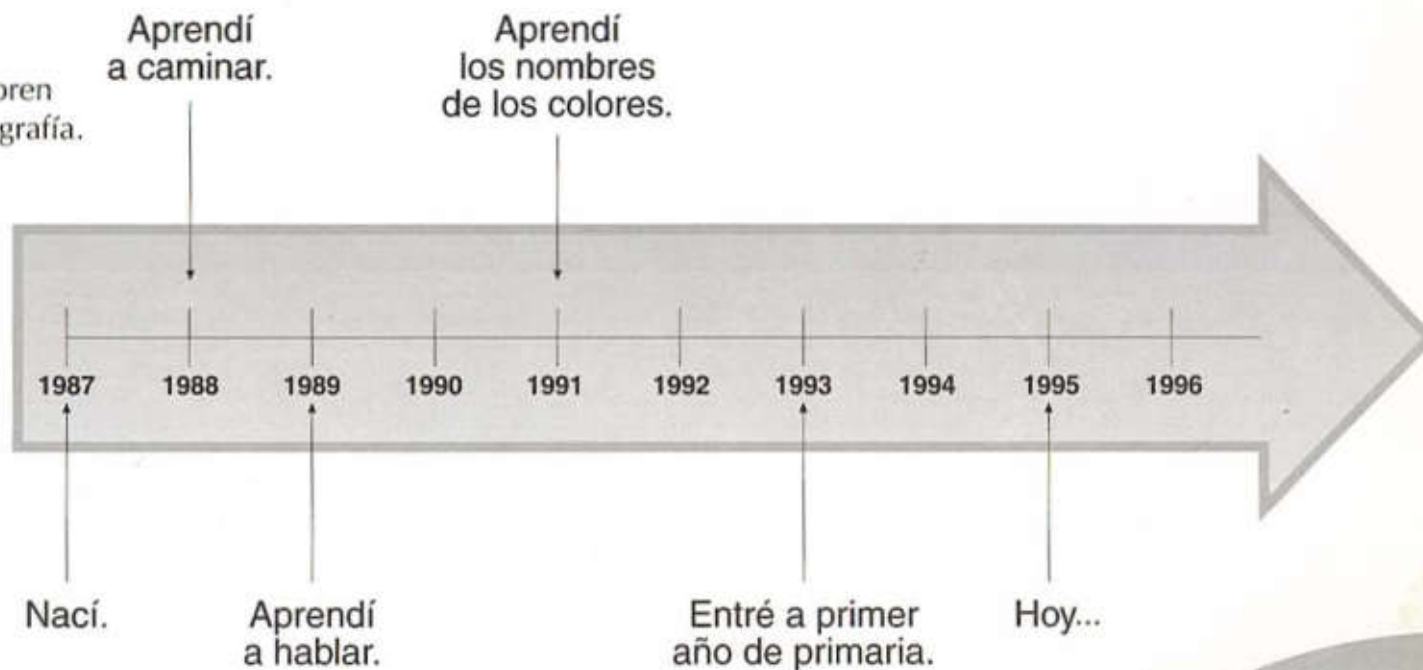 Aprendí
a caminar.
Aprendí
los nombres
de los colores.
1987 1988 1989 1990 1991 1992 1993 1994 1995 1996
Nací.
Aprendí
a hablar.
Entré a primer
año de primaria.
Hoy...